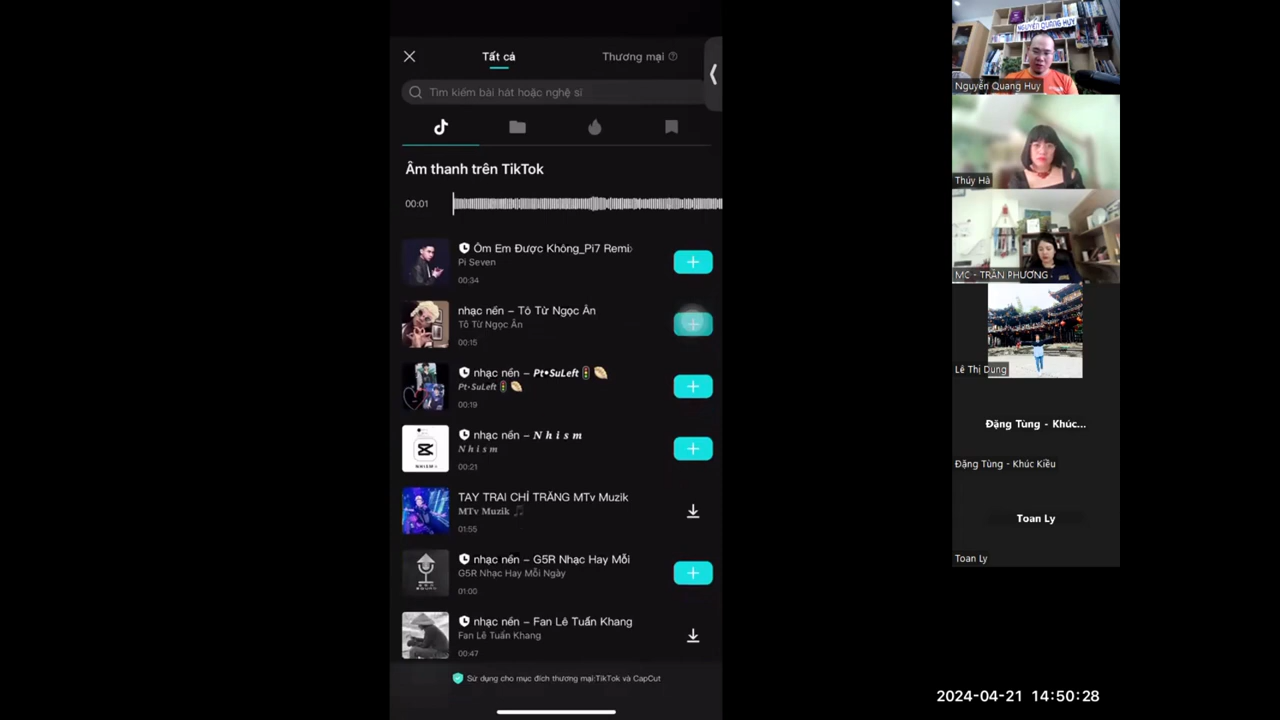 Tất cả
Thương mại
Tìm kiếm bài hát hoặc nghệ sĩ
Âm thanh trên TikTok
00:01
Ôm Em Được Không_Pi7 Remix
Pi Seven
00:34
nhạc nền – Tô Từ Ngọc Ân
Tô Từ Ngọc Ân
00:15
nhạc nền – Pt•SuLeft🚦🪘
Pt•SuLeft🚦🪘
00:19
nhạc nền – N h i s m
N h i s m
00:21
TAY TRAI CHỈ TRĂNG MTv Muzik
MTv Muzik 🎵
01:55
nhạc nền – G5R Nhạc Hay Mỗi
G5R Nhạc Hay Mỗi Ngày
01:00
nhạc nền – Fan Lê Tuấn Khang
Fan Lê Tuấn Khang
00:47
Sử dụng cho mục đích thương mại:TikTok và CapCut
NGUYỄN QUANG HUY
Nguyễn Quang Huy
Thúy Hà
MC - TRẦN PHƯƠNG
Lê Thị Dung
Đặng Tùng - Khúc...
Đặng Tùng - Khúc Kiều
Toan Ly
Toan Ly
2024-04-21 14:50:28